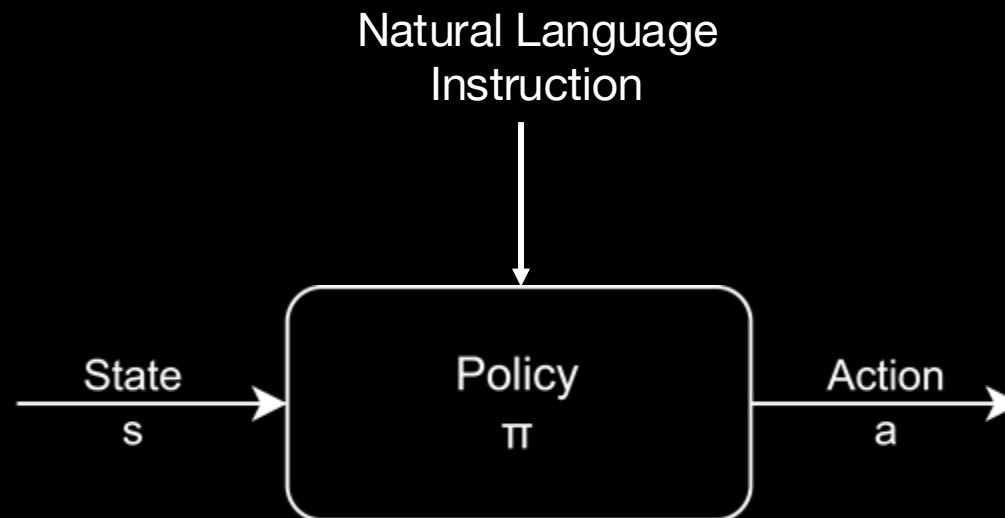 Natural Language
Instruction
State
s
Policy
π
Action
a